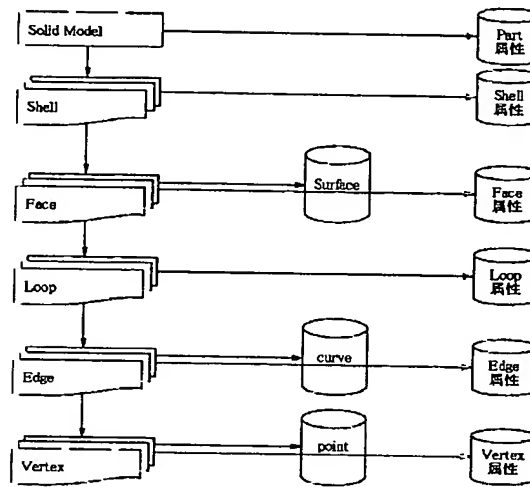 Solid Model
Part
属性
Shell
Shell
属性
Face
Surface
Face
属性
Loop
Loop
属性
Edge
curve
Edge
属性
Vertex
point
Vertex
属性